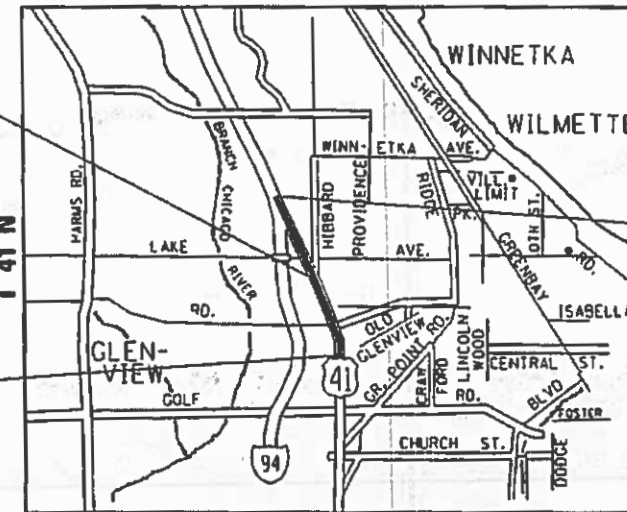 WINNETKA
SHERIDAN
WILMETTE
BRANCH CHICAGO
RIVER
WINN-ETKA AVE.
VILL.
LIMIT
HARMS RD.
HIBBARD
PROVIDENCE
RIDGE
PK.
10TH ST.
RD.
GREENBAY
T 41 N
LAKE
AVE.
RD.
OLD
GLENVIEW
GR. POINT RD.
ISABELLA
GLEN-
VIEW
41
CRAW
FORD
LINCOLN
WOOD
CENTRAL ST.
GOLF
RD.
BLVD
FOSTER
94
CHURCH ST.
DODGE